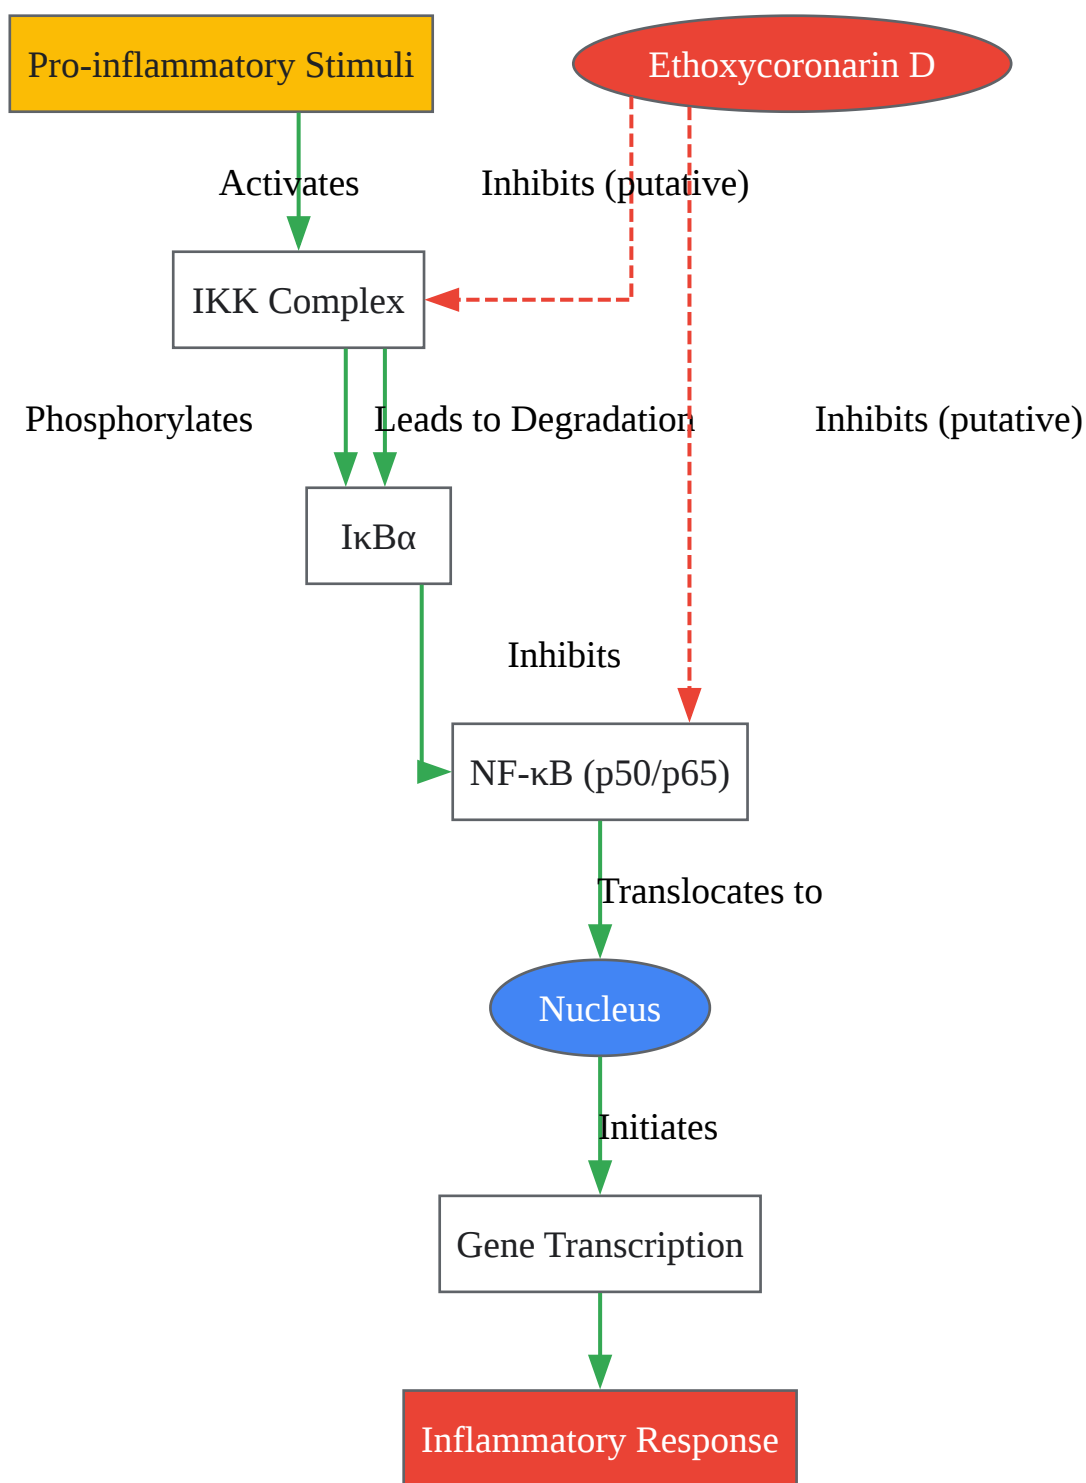 Pro-inflammatory Stimuli
Ethoxycoronarin D
Activates
Inhibits (putative)
IKK Complex
Phosphorylates
Leads to Degradation
Inhibits (putative)
IκBα
Inhibits
NF-κB (p50/p65)
Translocates to
Nucleus
Initiates
Gene Transcription
Inflammatory Response